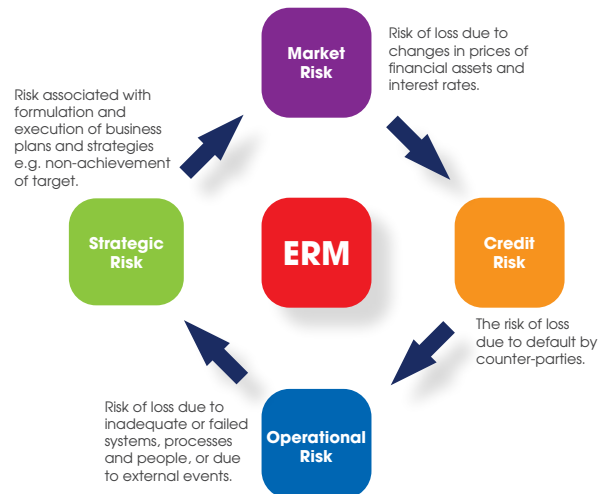 Market
Risk
Risk of loss due to
changes in prices of
financial assets and
interest rates.
Risk associated with
formulation and
execution of business
plans and strategies
e.g. non-achievement
of target.
Strategic
Risk
ERM
Credit
Risk
The risk of loss
due to default by
counter-parties.
Risk of loss due to
inadequate or failed
systems, processes
and people, or due
to external events.
Operational
Risk